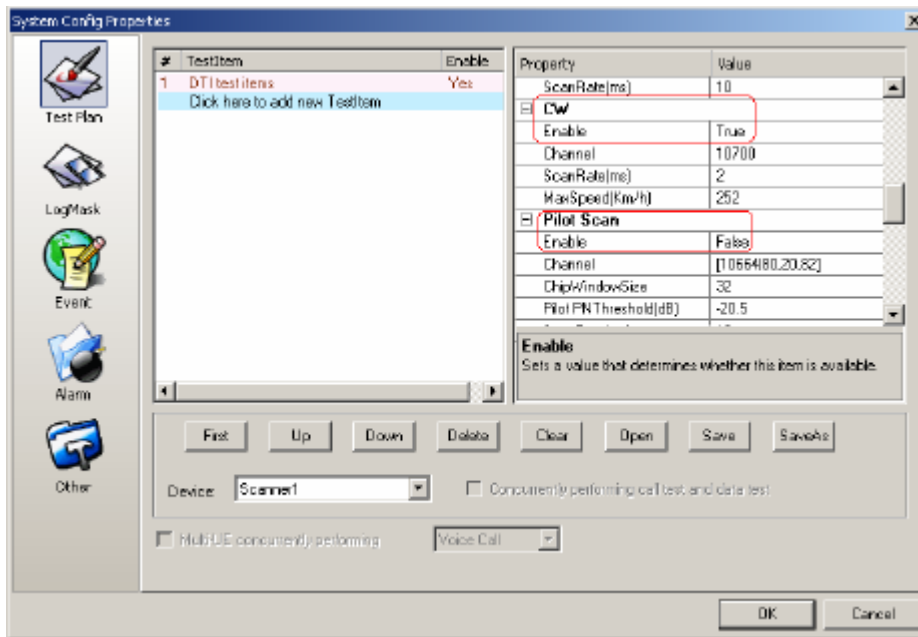 System Config Properties
Test Plan
LogMask
Event
Alarm
Other
# TestItem Enable
1 DTI test items Yes
Click here to add new TestItem
Property Value
ScanRate(ms) 10
CW
Enable True
Channel 10700
ScanRate(ms) 2
MaxSpeed(Km/h) 252
Pilot Scan
Enable False
Channel [10664|80,20,82]
ChipWindowSize 32
Pilot PN Threshold(dB) -20.5
Enable
Sets a value that determines whether this item is available.
First Up Down Delete Clear Open Save SaveAs
Device: Scanner1
Concurrently performing call test and data test
Multi-UE concurrently performing Voice Call
OK Cancel